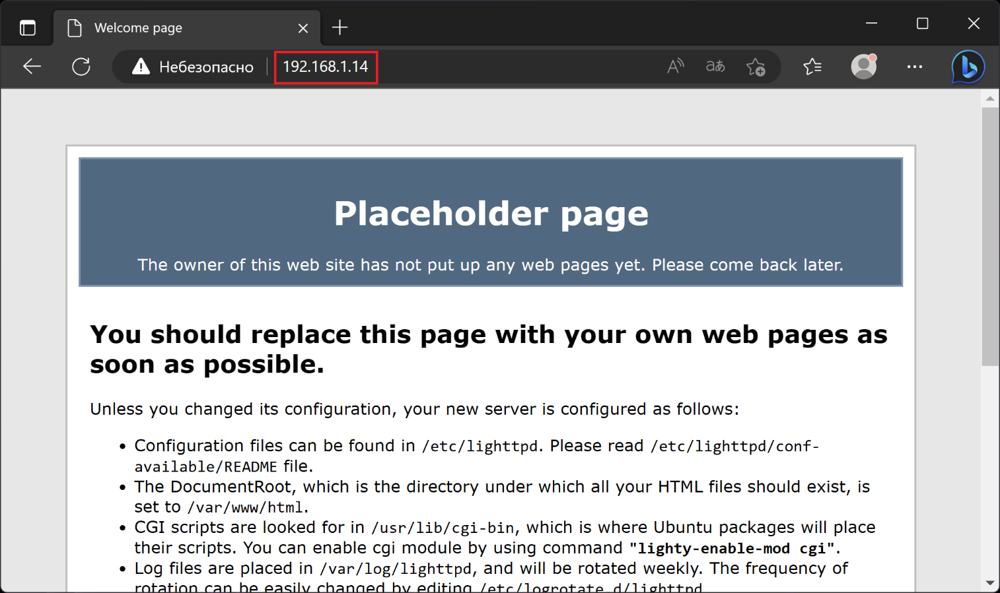 Welcome page
Небезопасно
192.168.1.14
Placeholder page
The owner of this web site has not put up any web pages yet. Please come back later.
You should replace this page with your own web pages as
soon as possible.
Unless you changed its configuration, your new server is configured as follows:
• Configuration files can be found in /etc/lighttpd. Please read /etc/lighttpd/conf-
available/README file.
• The DocumentRoot, which is the directory under which all your HTML files should exist, is
set to /var/www/html.
• CGI scripts are looked for in /usr/lib/cgi-bin, which is where Ubuntu packages will place
their scripts. You can enable cgi module by using command "lighty-enable-mod cgi".
• Log files are placed in /var/log/lighttpd, and will be rotated weekly. The frequency of
rotation can be easily changed by editing /etc/logrotate.d/lighttpd